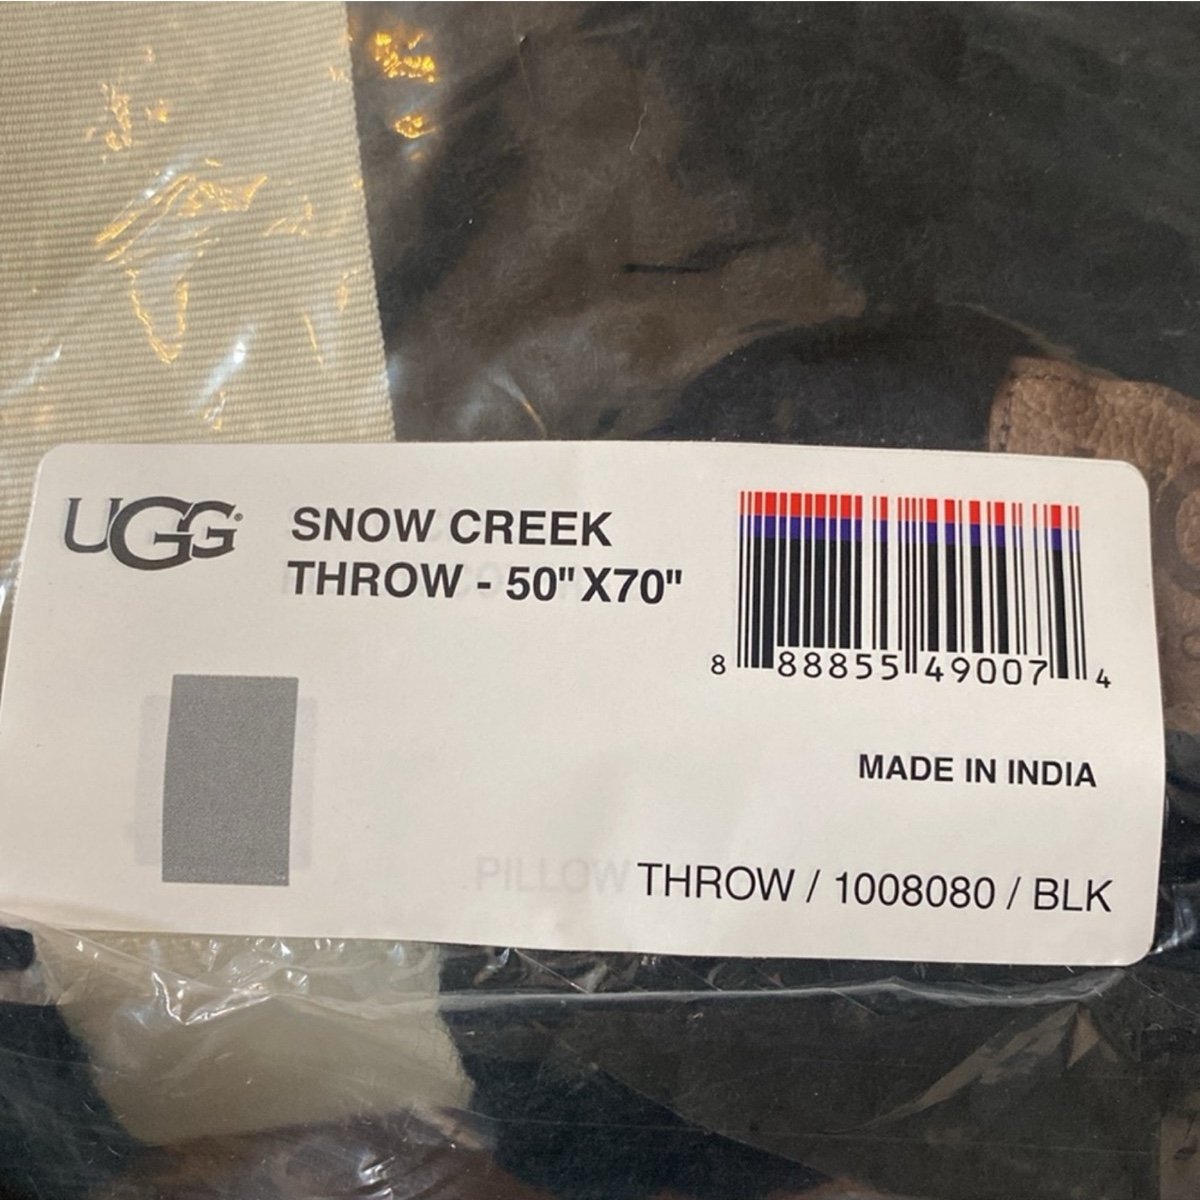 UGG®
SNOW CREEK
THROW - 50"X70"
8 88855 49007 4
MADE IN INDIA
PILLOW
THROW / 1008080 / BLK